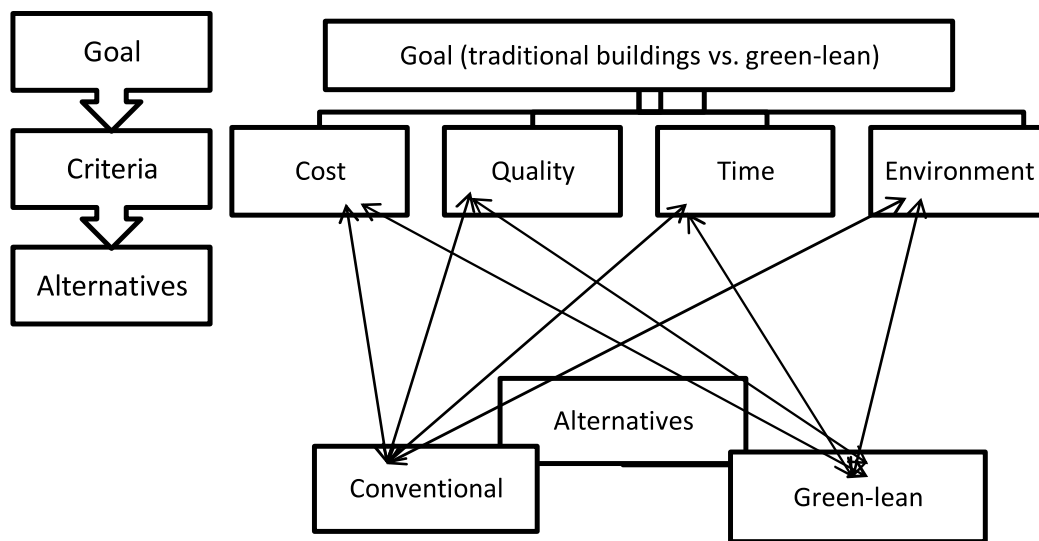 Goal
Criteria
Alternatives
Goal (traditional buildings vs. green-lean)
Cost
Quality
Time
Environment
Alternatives
Conventional
Green-lean